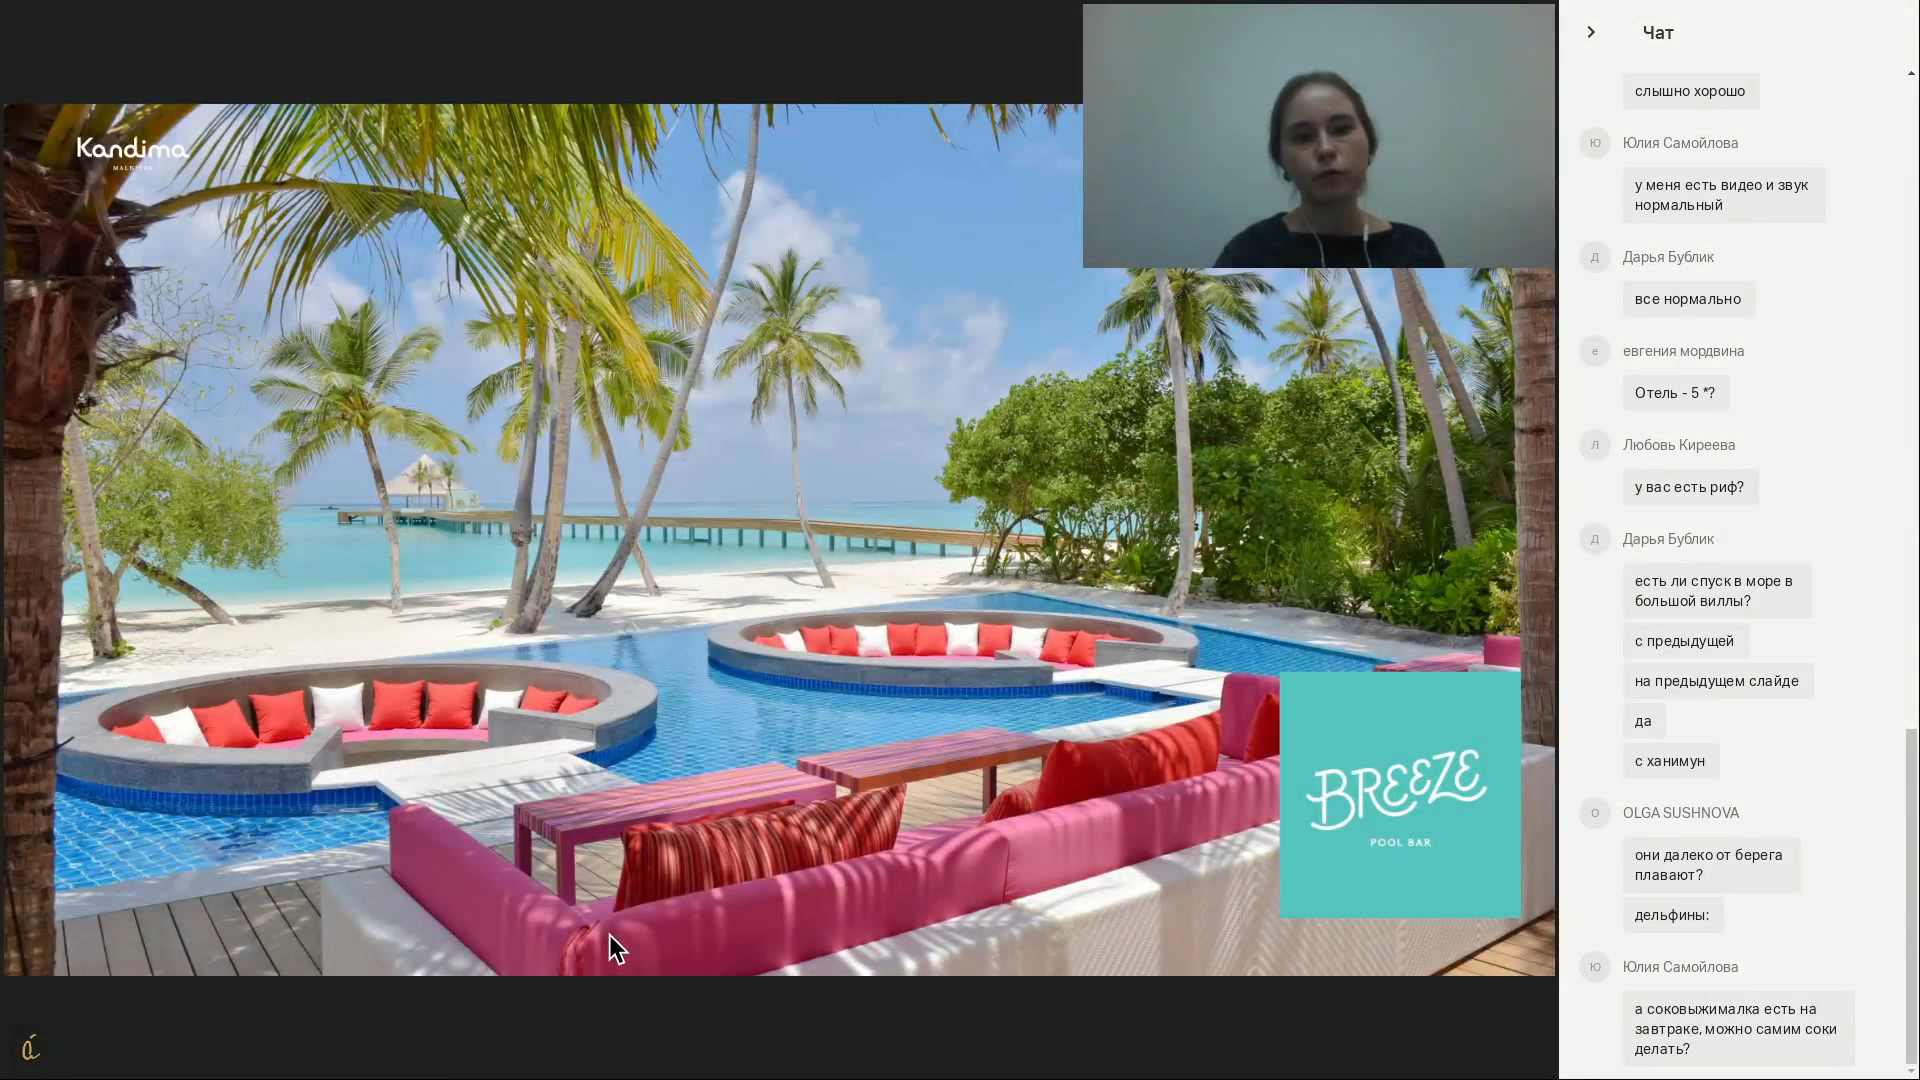 Kandima
MALDIVES
BREEZE
POOL BAR
á
Чат
слышно хорошо
Ю
Юлия Самойлова
у меня есть видео и звук
нормальный
Д
Дарья Бублик
все нормально
е
евгения мордвина
Отель - 5 *?
Л
Любовь Киреева
у вас есть риф?
Д
Дарья Бублик
есть ли спуск в море в
большой виллы?
с предыдущей
на предыдущем слайде
да
с ханимун
O
OLGA SUSHNOVA
они далеко от берега
плавают?
дельфины:
Ю
Юлия Самойлова
а соковыжималка есть на
завтраке, можно самим соки
делать?